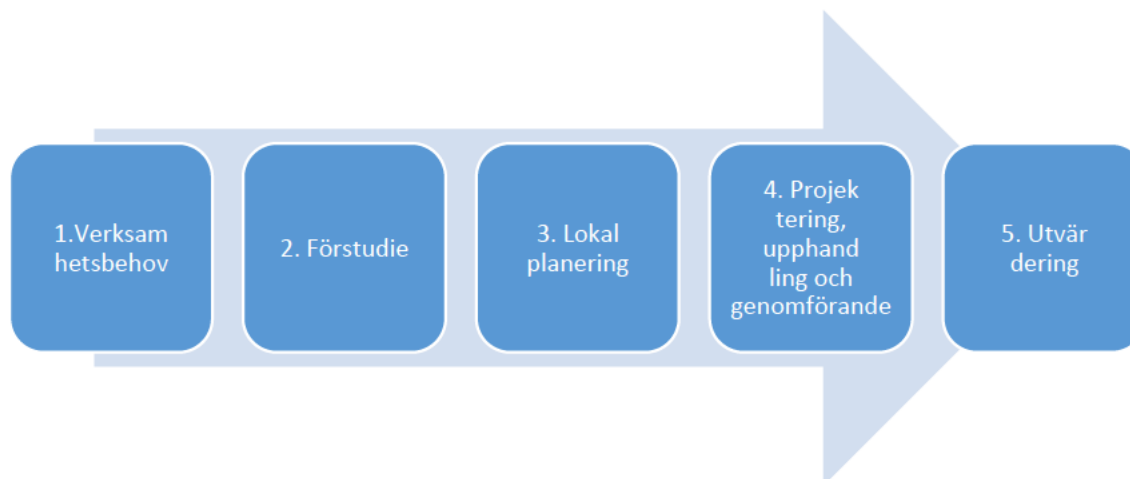 1.Verksam
hetsbehov
2. Förstudie
3. Lokal
planering
4. Projek
tering,
upphand
ling och
genomförande
5. Utvär
dering